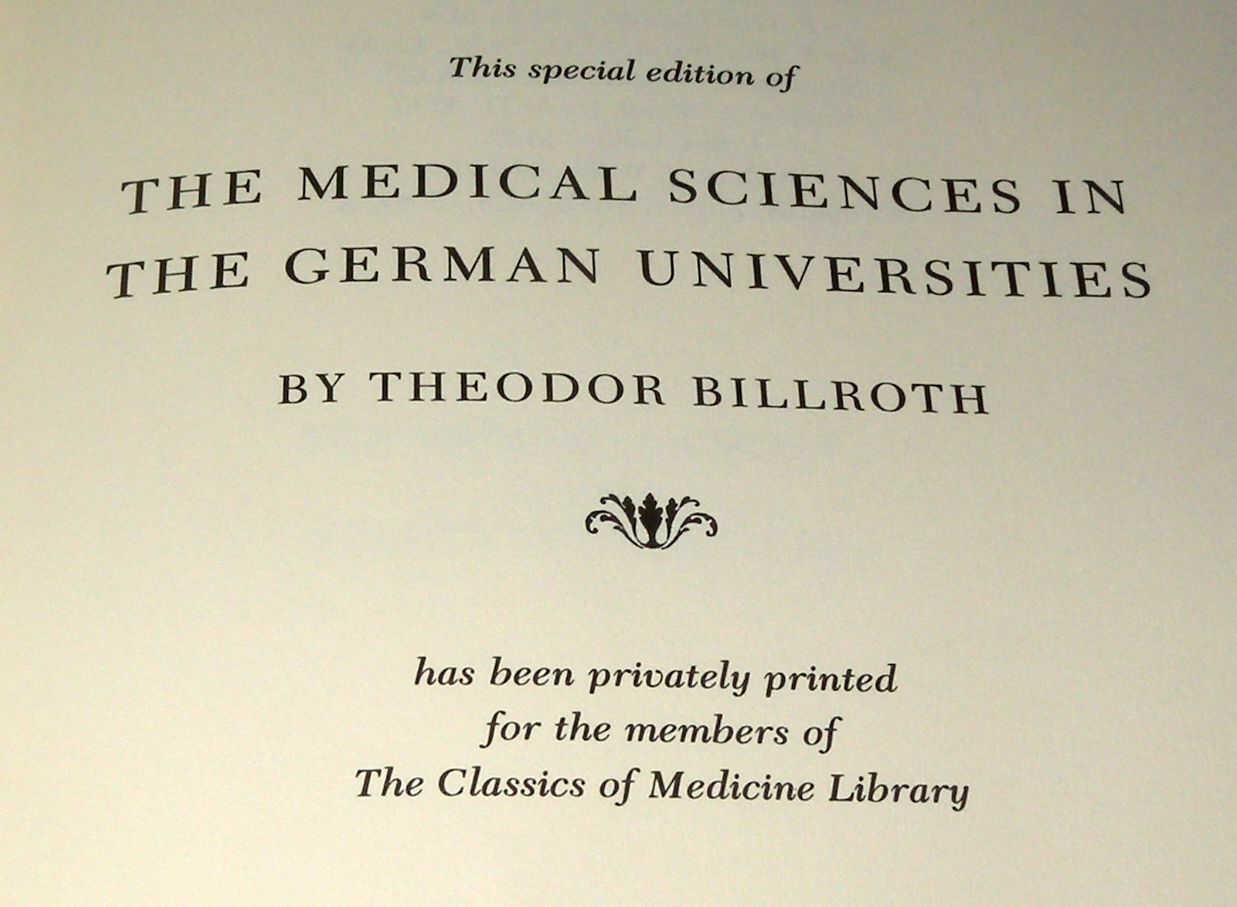 This special edition of
THE MEDICAL SCIENCES IN
THE GERMAN UNIVERSITIES
BY THEODOR BILLROTH
has been privately printed
for the members of
The Classics of Medicine Library